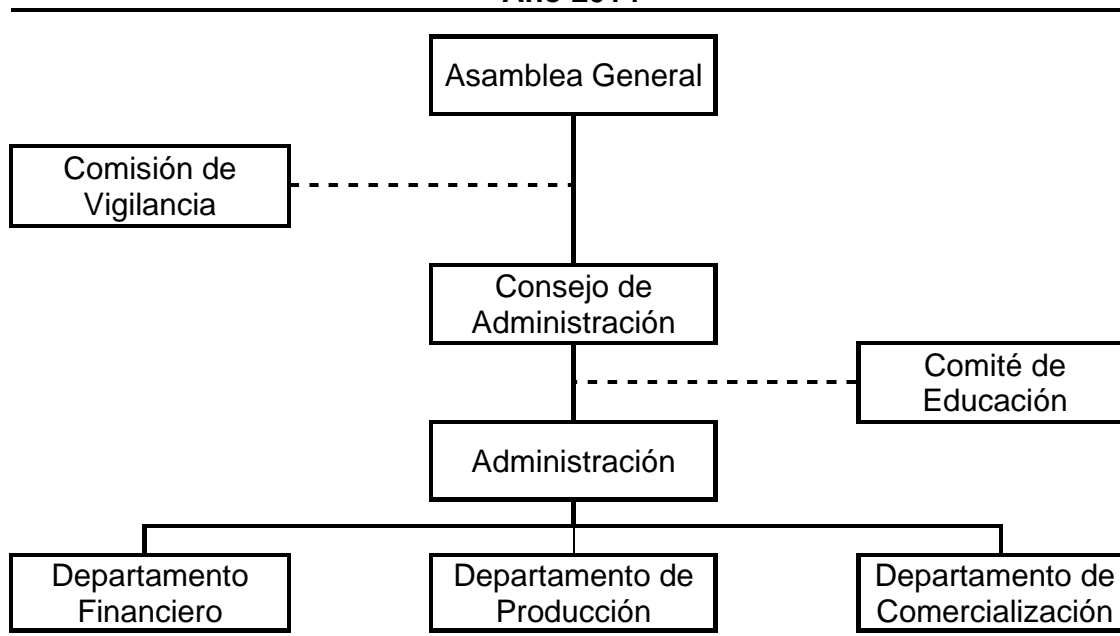 Asamblea General
Comisión de
Vigilancia
Consejo de
Administración
Comité de
Educación
Administración
Departamento
Financiero
Departamento de
Producción
Departamento de
Comercialización